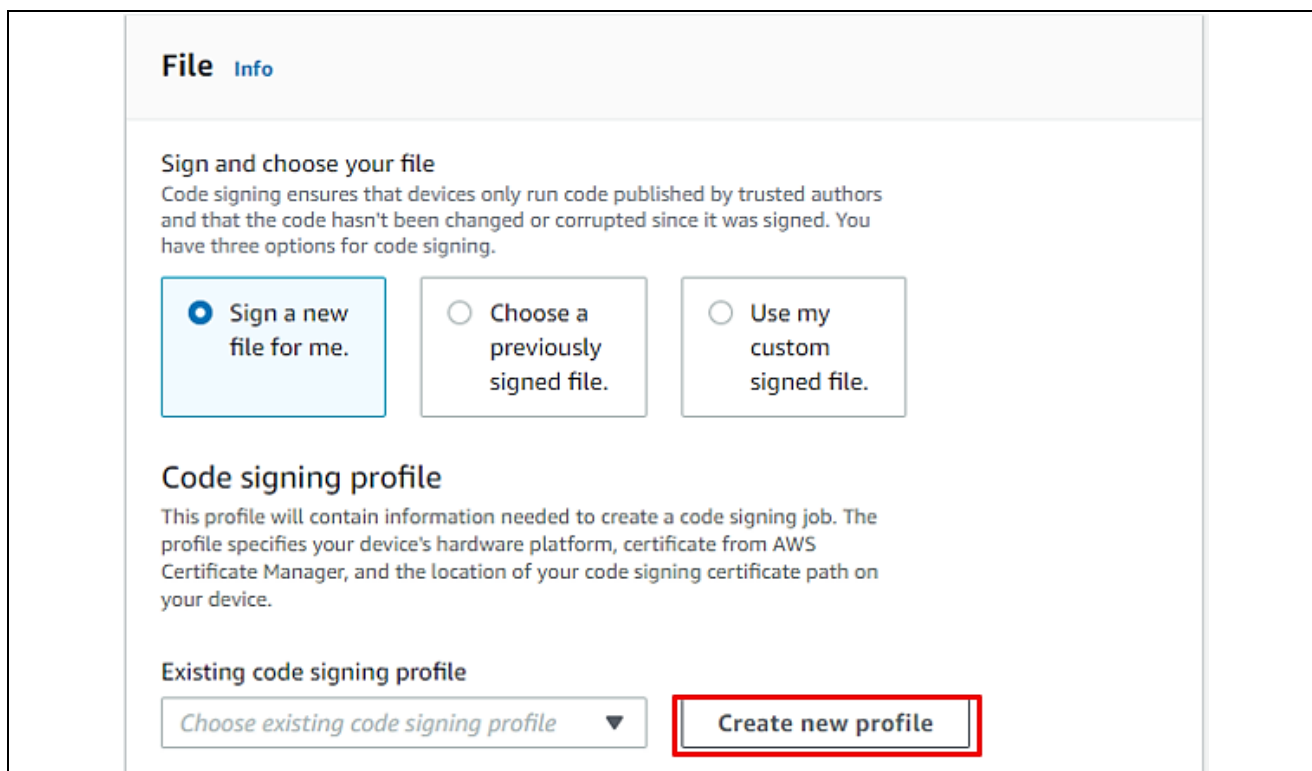 File Info
Sign and choose your file
Code signing ensures that devices only run code published by trusted authors
and that the code hasn't been changed or corrupted since it was signed. You
have three options for code signing.
Sign a new
file for me.
Choose a
previously
signed file.
Use my
custom
signed file.
Code signing profile
This profile will contain information needed to create a code signing job. The
profile specifies your device's hardware platform, certificate from AWS
Certificate Manager, and the location of your code signing certificate path on
your device.
Existing code signing profile
Choose existing code signing profile
Create new profile